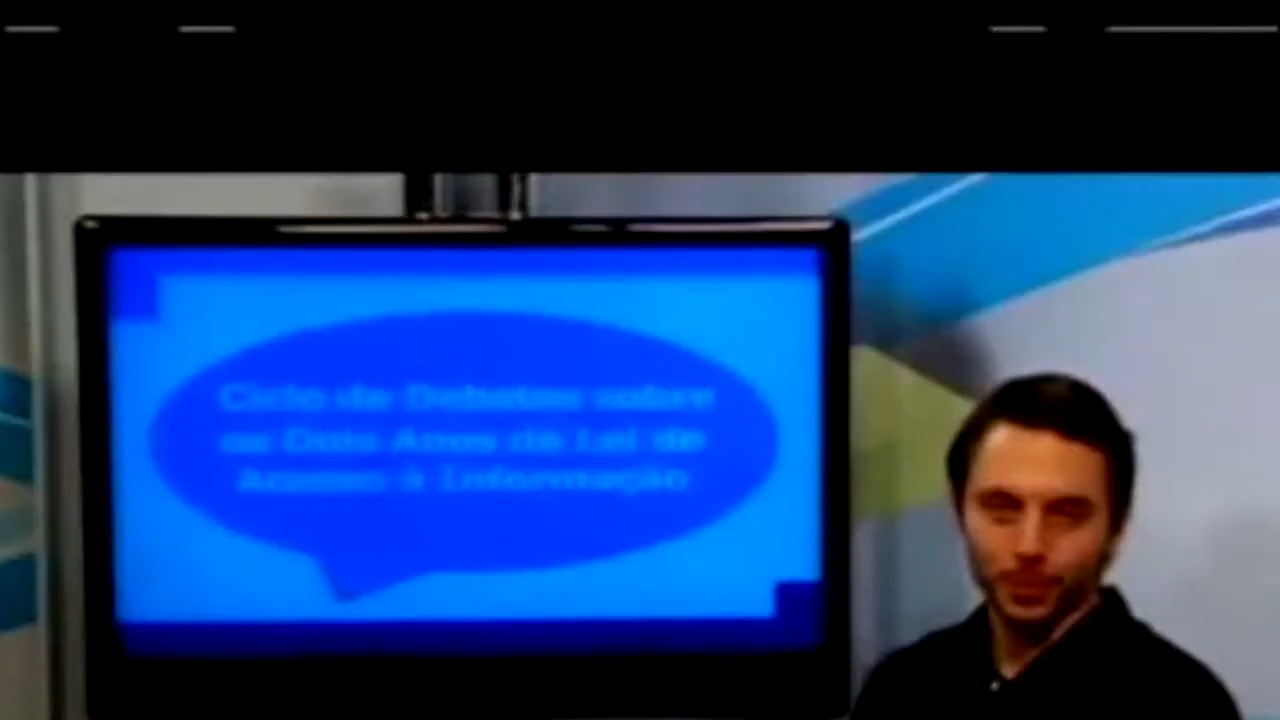 Ciclo de Debates sobre
os Dois Anos da Lei de
Acesso à Informação